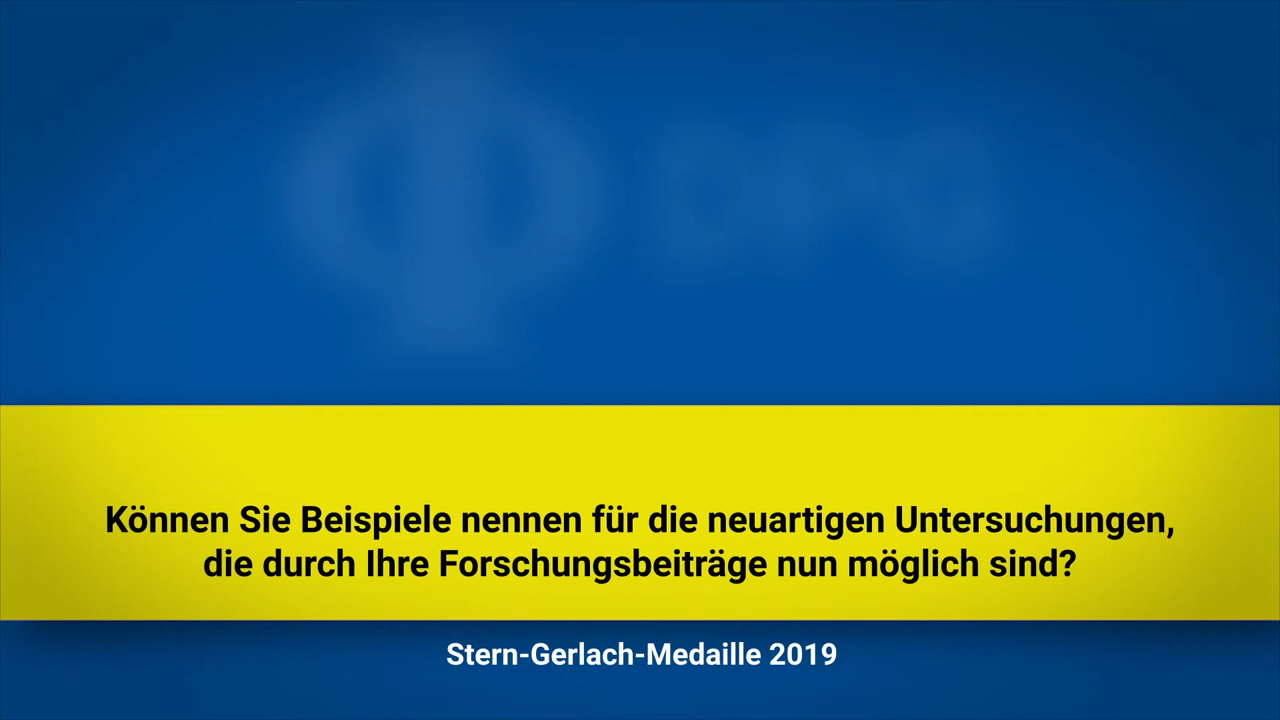 DPG
Können Sie Beispiele nennen für die neuartigen Untersuchungen,
die durch Ihre Forschungsbeiträge nun möglich sind?
Stern-Gerlach-Medaille 2019